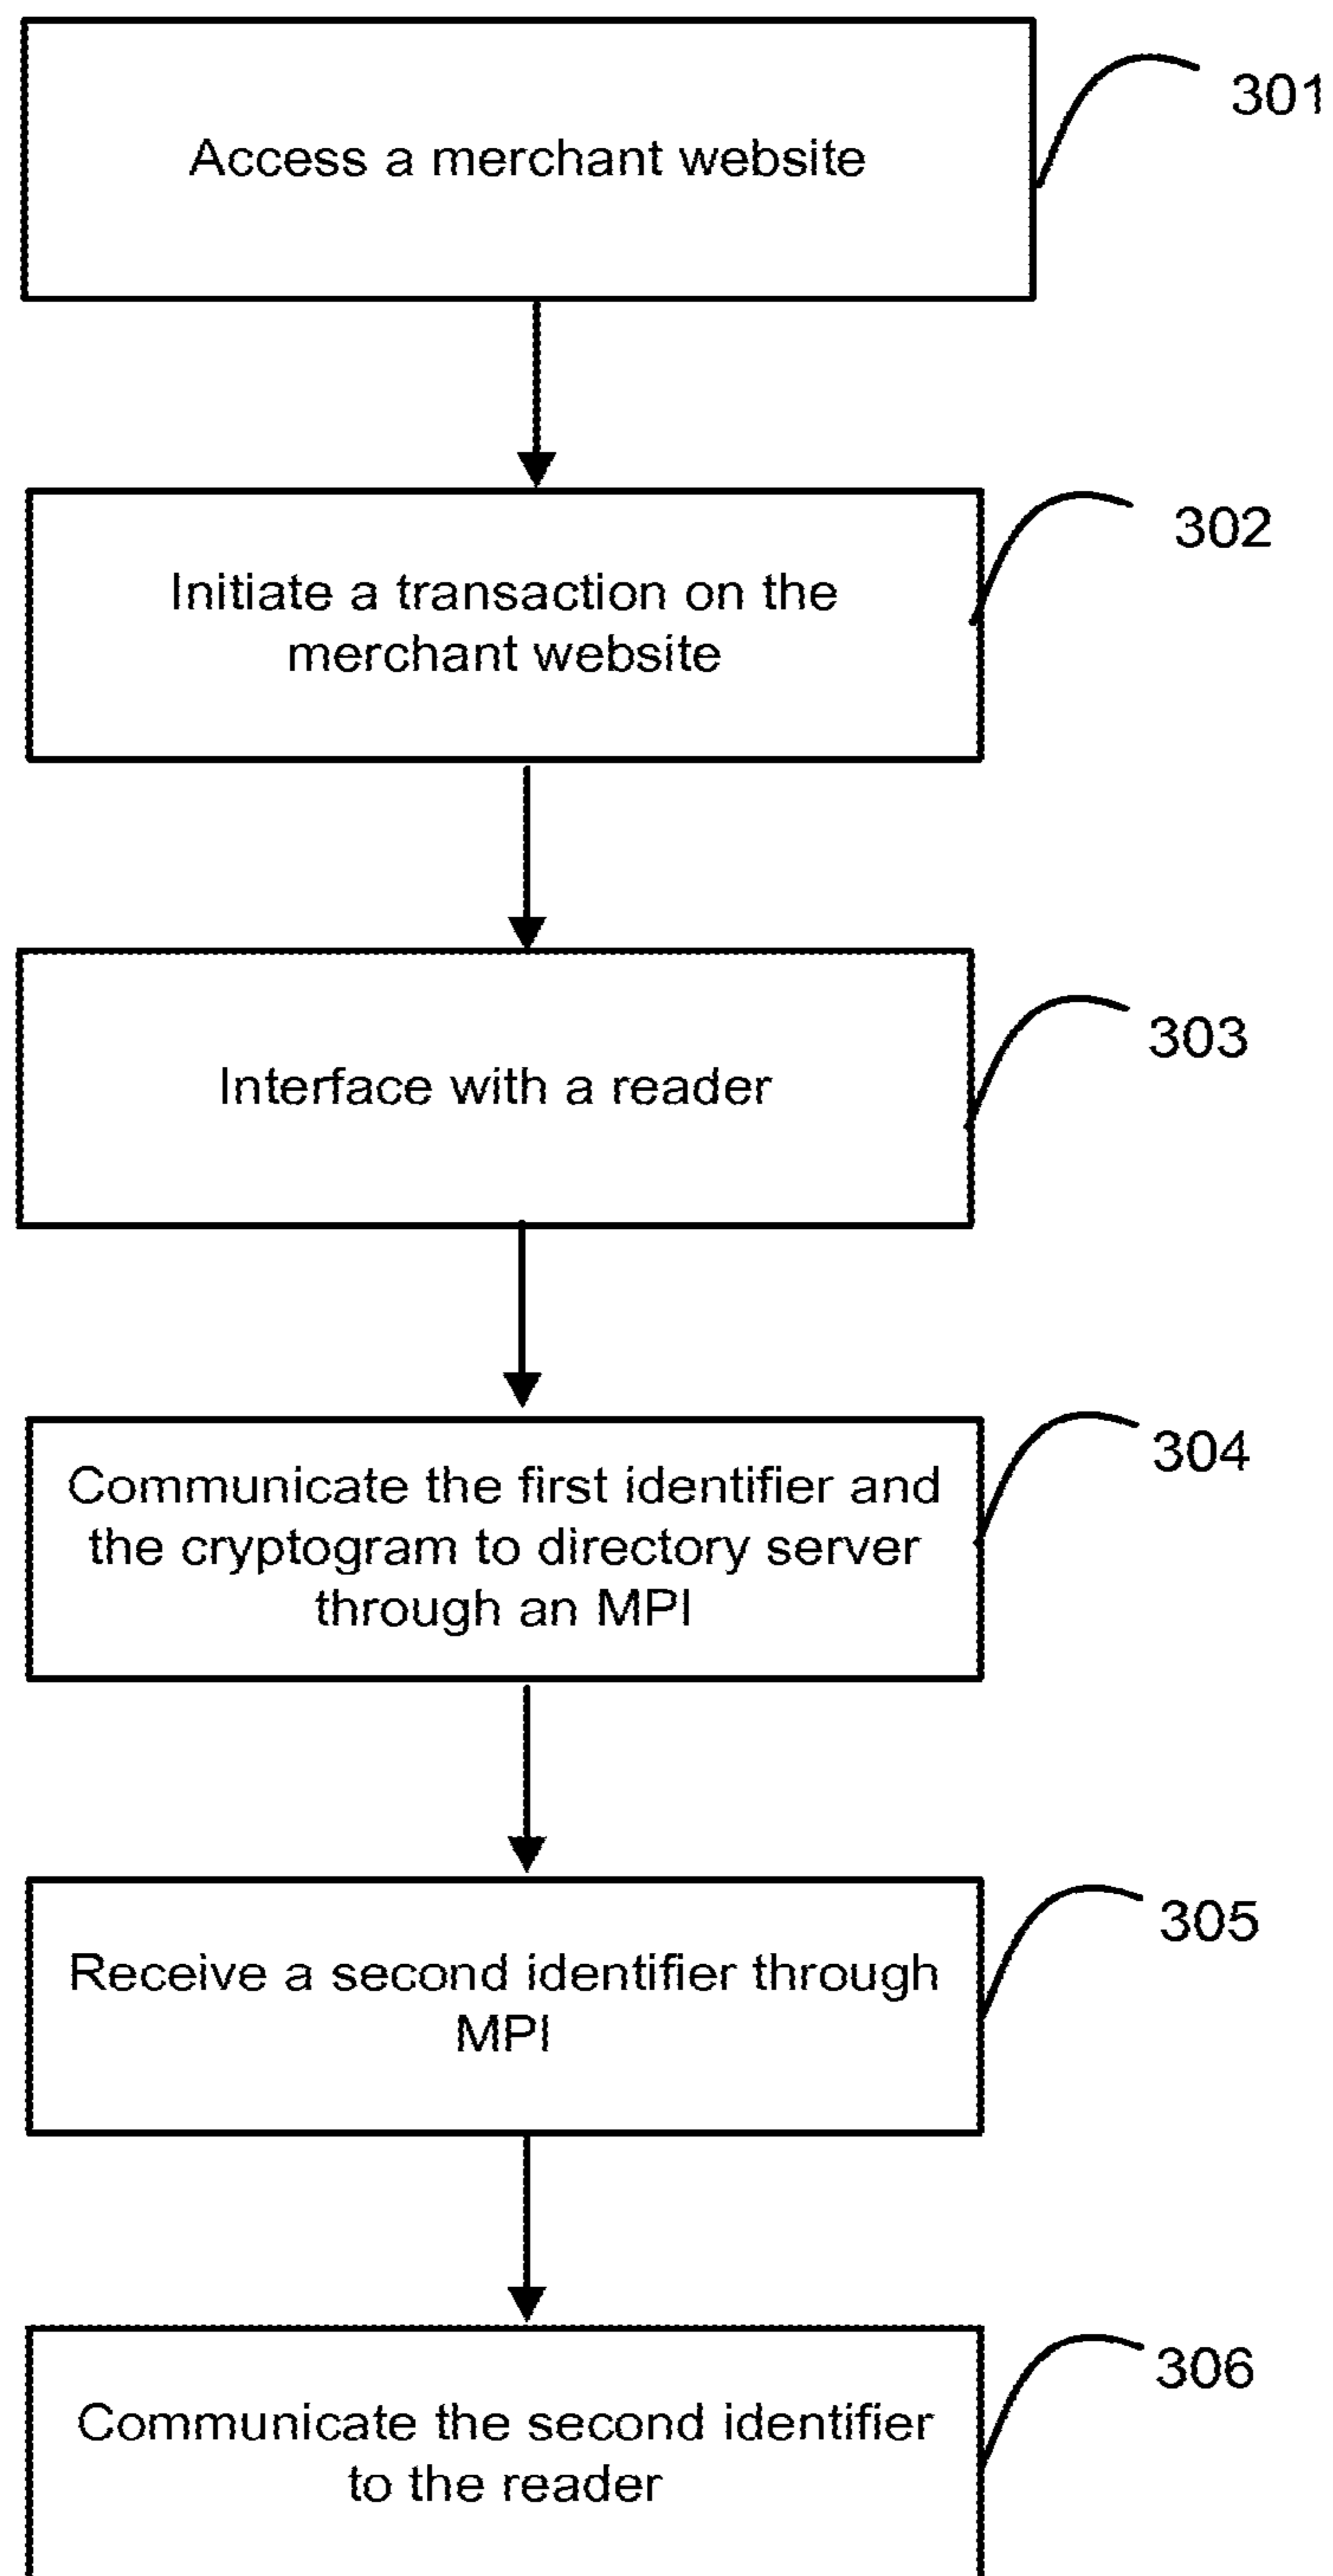 Access a merchant website
301
Initiate a transaction on the
merchant website
302
Interface with a reader
303
Communicate the first identifier and
the cryptogram to directory server
through an MPI
304
Receive a second identifier through
MPI
305
Communicate the second identifier
to the reader
306